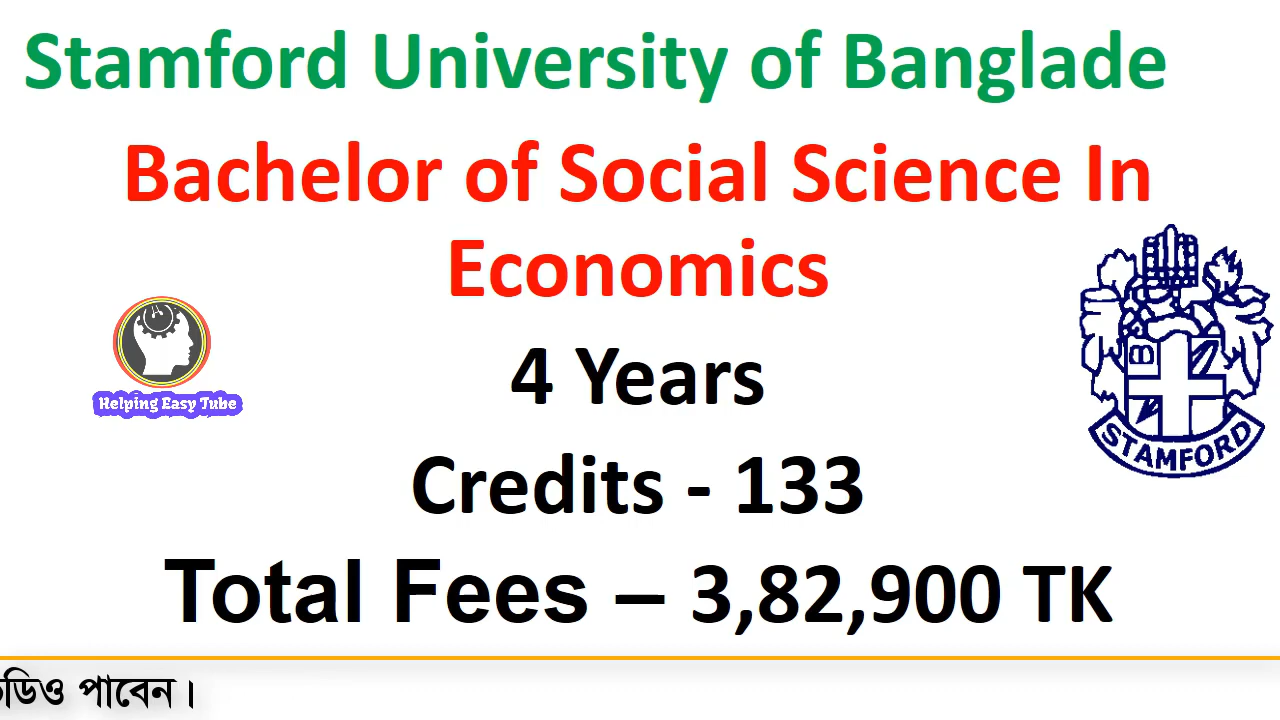 Stamford University of Banglade
Bachelor of Social Science In
Economics
4 Years
Credits - 133
Total Fees – 3,82,900 TK
Helping Easy Tube
STAMFORD
পাবেন।